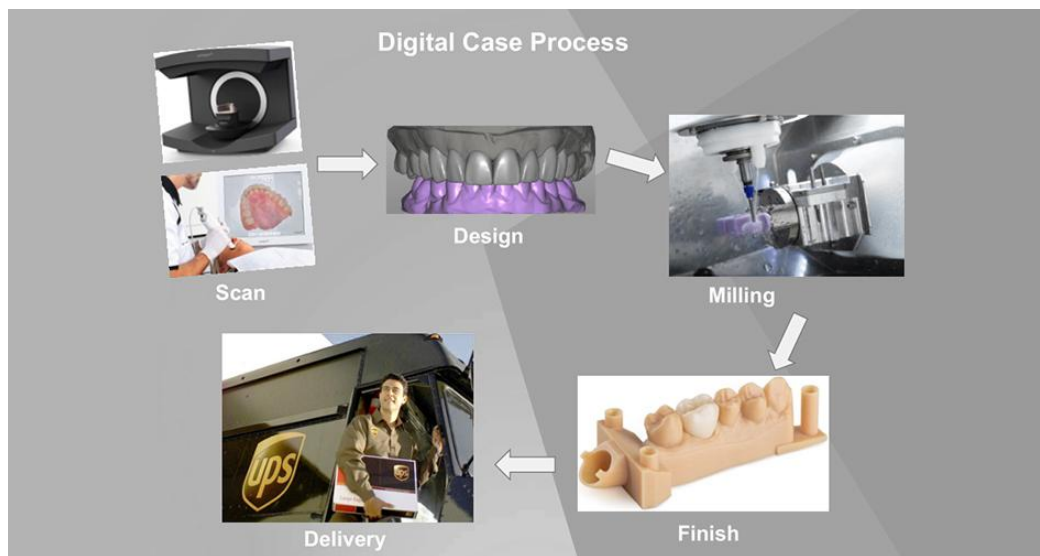 Digital Case Process
Scan
Design
Milling
Finish
Delivery
ups